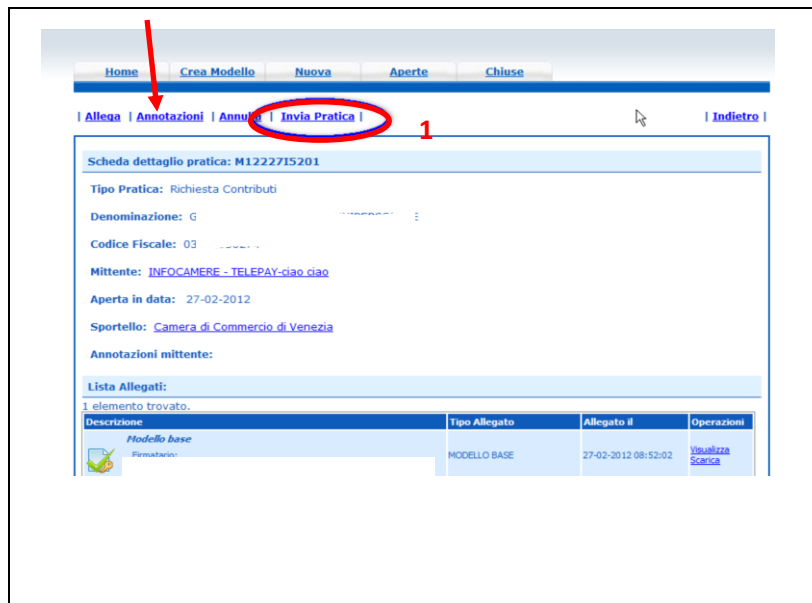 Home Crea Modello Nuova Aperte Chiuse
| Allega | Annotazioni | Annulla | Invia Pratica | 1 | Indietro |
Scheda dettaglio pratica: M12227I5201
Tipo Pratica: Richiesta Contributi
Denominazione: G
Codice Fiscale: 03
Mittente: INFOCAMERE - TELEPAY-ciao ciao
Aperta in data: 27-02-2012
Sportello: Camera di Commercio di Venezia
Annotazioni mittente:
Lista Allegati:
1 elemento trovato.
Descrizione Tipo Allegato Allegato il Operazioni
Modello base
Firmatario: MODELLO BASE 27-02-2012 08:52:02 Visualizza
Scarica